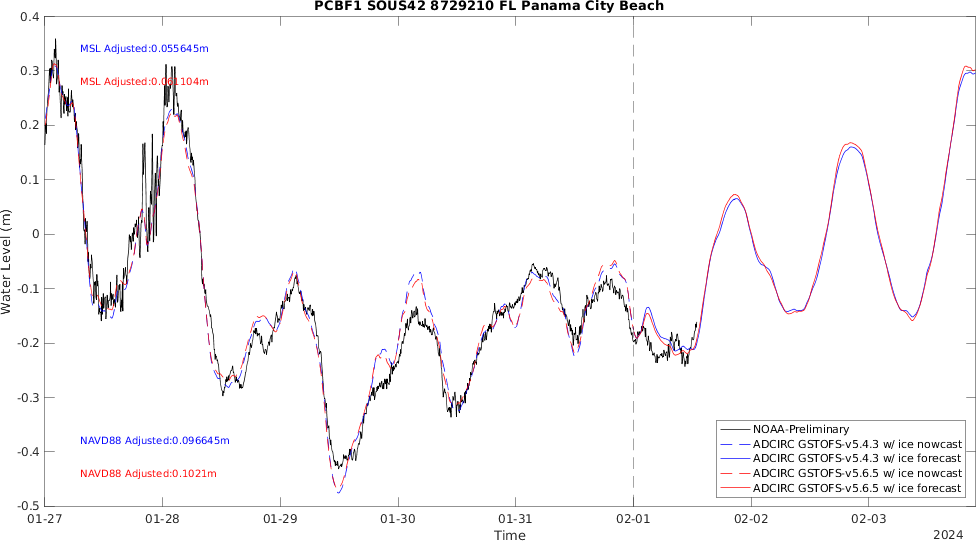 PCBF1 SOUS42 8729210 FL Panama City Beach
0.4
0.3
0.2
0.1
0
-0.1
-0.2
-0.3
-0.4
-0.5
Water Level (m)
MSL Adjusted:0.055645m
MSL Adjusted:0.061104m
NAVD88 Adjusted:0.096645m
NAVD88 Adjusted:0.1021m
NOAA-Preliminary
ADCIRC GSTOFS-v5.4.3 w/ ice nowcast
ADCIRC GSTOFS-v5.4.3 w/ ice forecast
ADCIRC GSTOFS-v5.6.5 w/ ice nowcast
ADCIRC GSTOFS-v5.6.5 w/ ice forecast
01-27 01-28 01-29 01-30 01-31 02-01 02-02 02-03
Time
2024